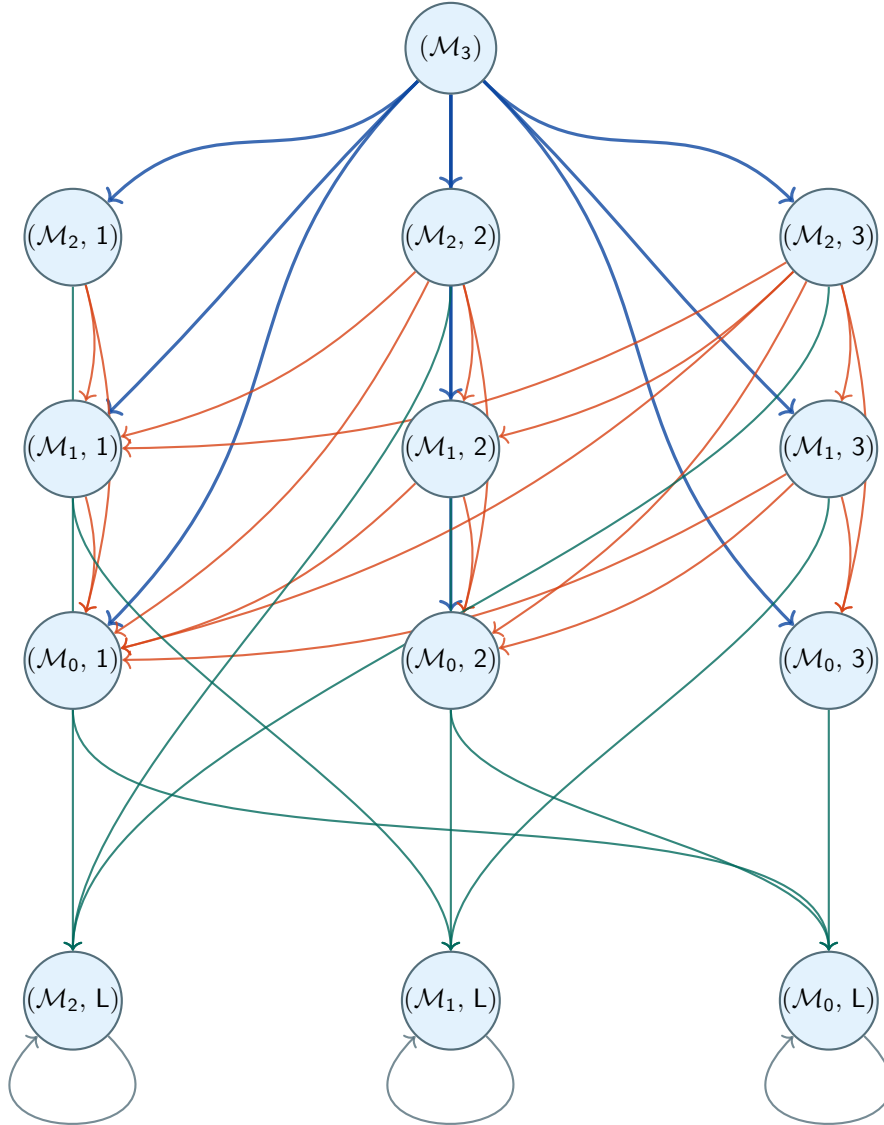 (ℳ₃)
(ℳ₂, 1) (ℳ₂, 2) (ℳ₂, 3)
(ℳ₁, 1) (ℳ₁, 2) (ℳ₁, 3)
(ℳ₀, 1) (ℳ₀, 2) (ℳ₀, 3)
(ℳ₂, L) (ℳ₁, L) (ℳ₀, L)